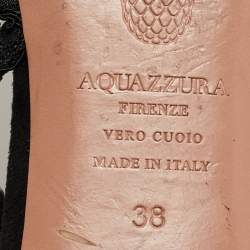 AQUAZZURA
FIRENZE
VERO CUOIO
MADE IN ITALY
38